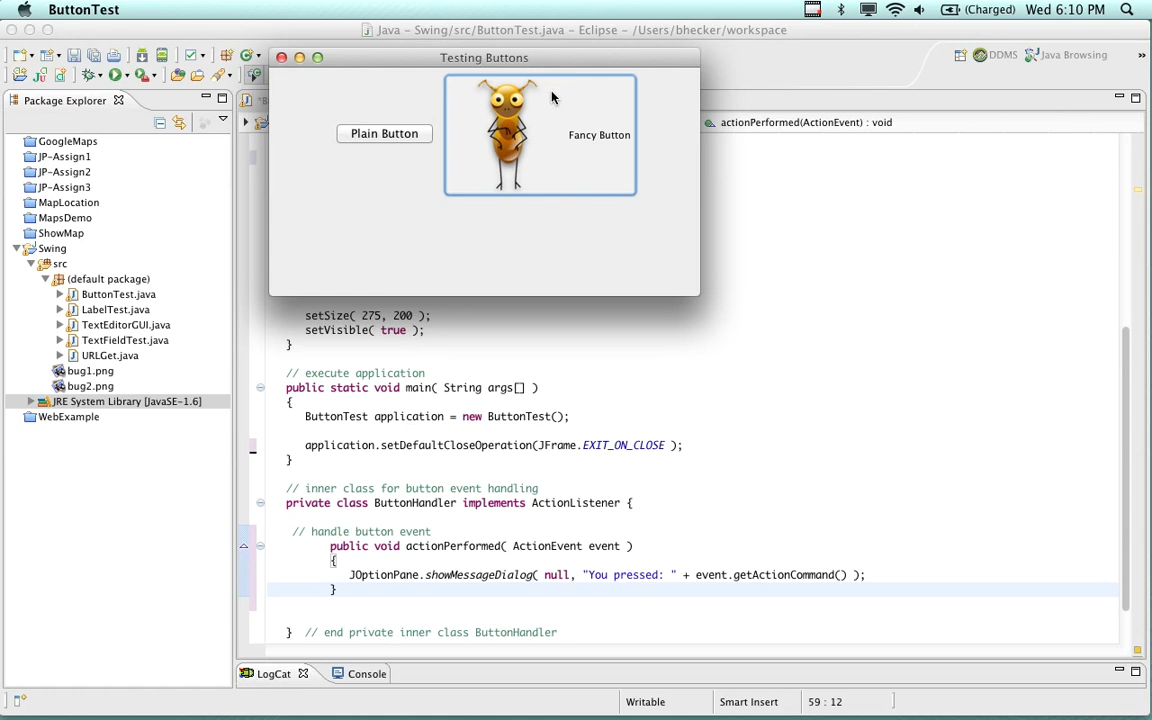 ButtonTest
(Charged) Wed 6:10 PM
Java – Swing/src/ButtonTest.java – Eclipse – /Users/bhecker/workspace
DDMS
Java Browsing
Testing Buttons
Plain Button
Fancy Button
Package Explorer
actionPerformed(ActionEvent) : void
GoogleMaps
JP-Assign1
JP-Assign2
JP-Assign3
MapLocation
MapsDemo
ShowMap
Swing
src
(default package)
ButtonTest.java
LabelTest.java
TextEditorGUI.java
TextFieldTest.java
URLGet.java
bug1.png
bug2.png
JRE System Library [JavaSE-1.6]
WebExample
setSize( 275, 200 );
setVisible( true );
}
// execute application
public static void main( String args[] )
{
ButtonTest application = new ButtonTest();
application.setDefaultCloseOperation(JFrame.EXIT_ON_CLOSE );
}
// inner class for button event handling
private class ButtonHandler implements ActionListener {
// handle button event
public void actionPerformed( ActionEvent event )
{
JOptionPane.showMessageDialog( null, "You pressed: " + event.getActionCommand() );
}
} // end private inner class ButtonHandler
LogCat
Console
Writable
Smart Insert
59 : 12